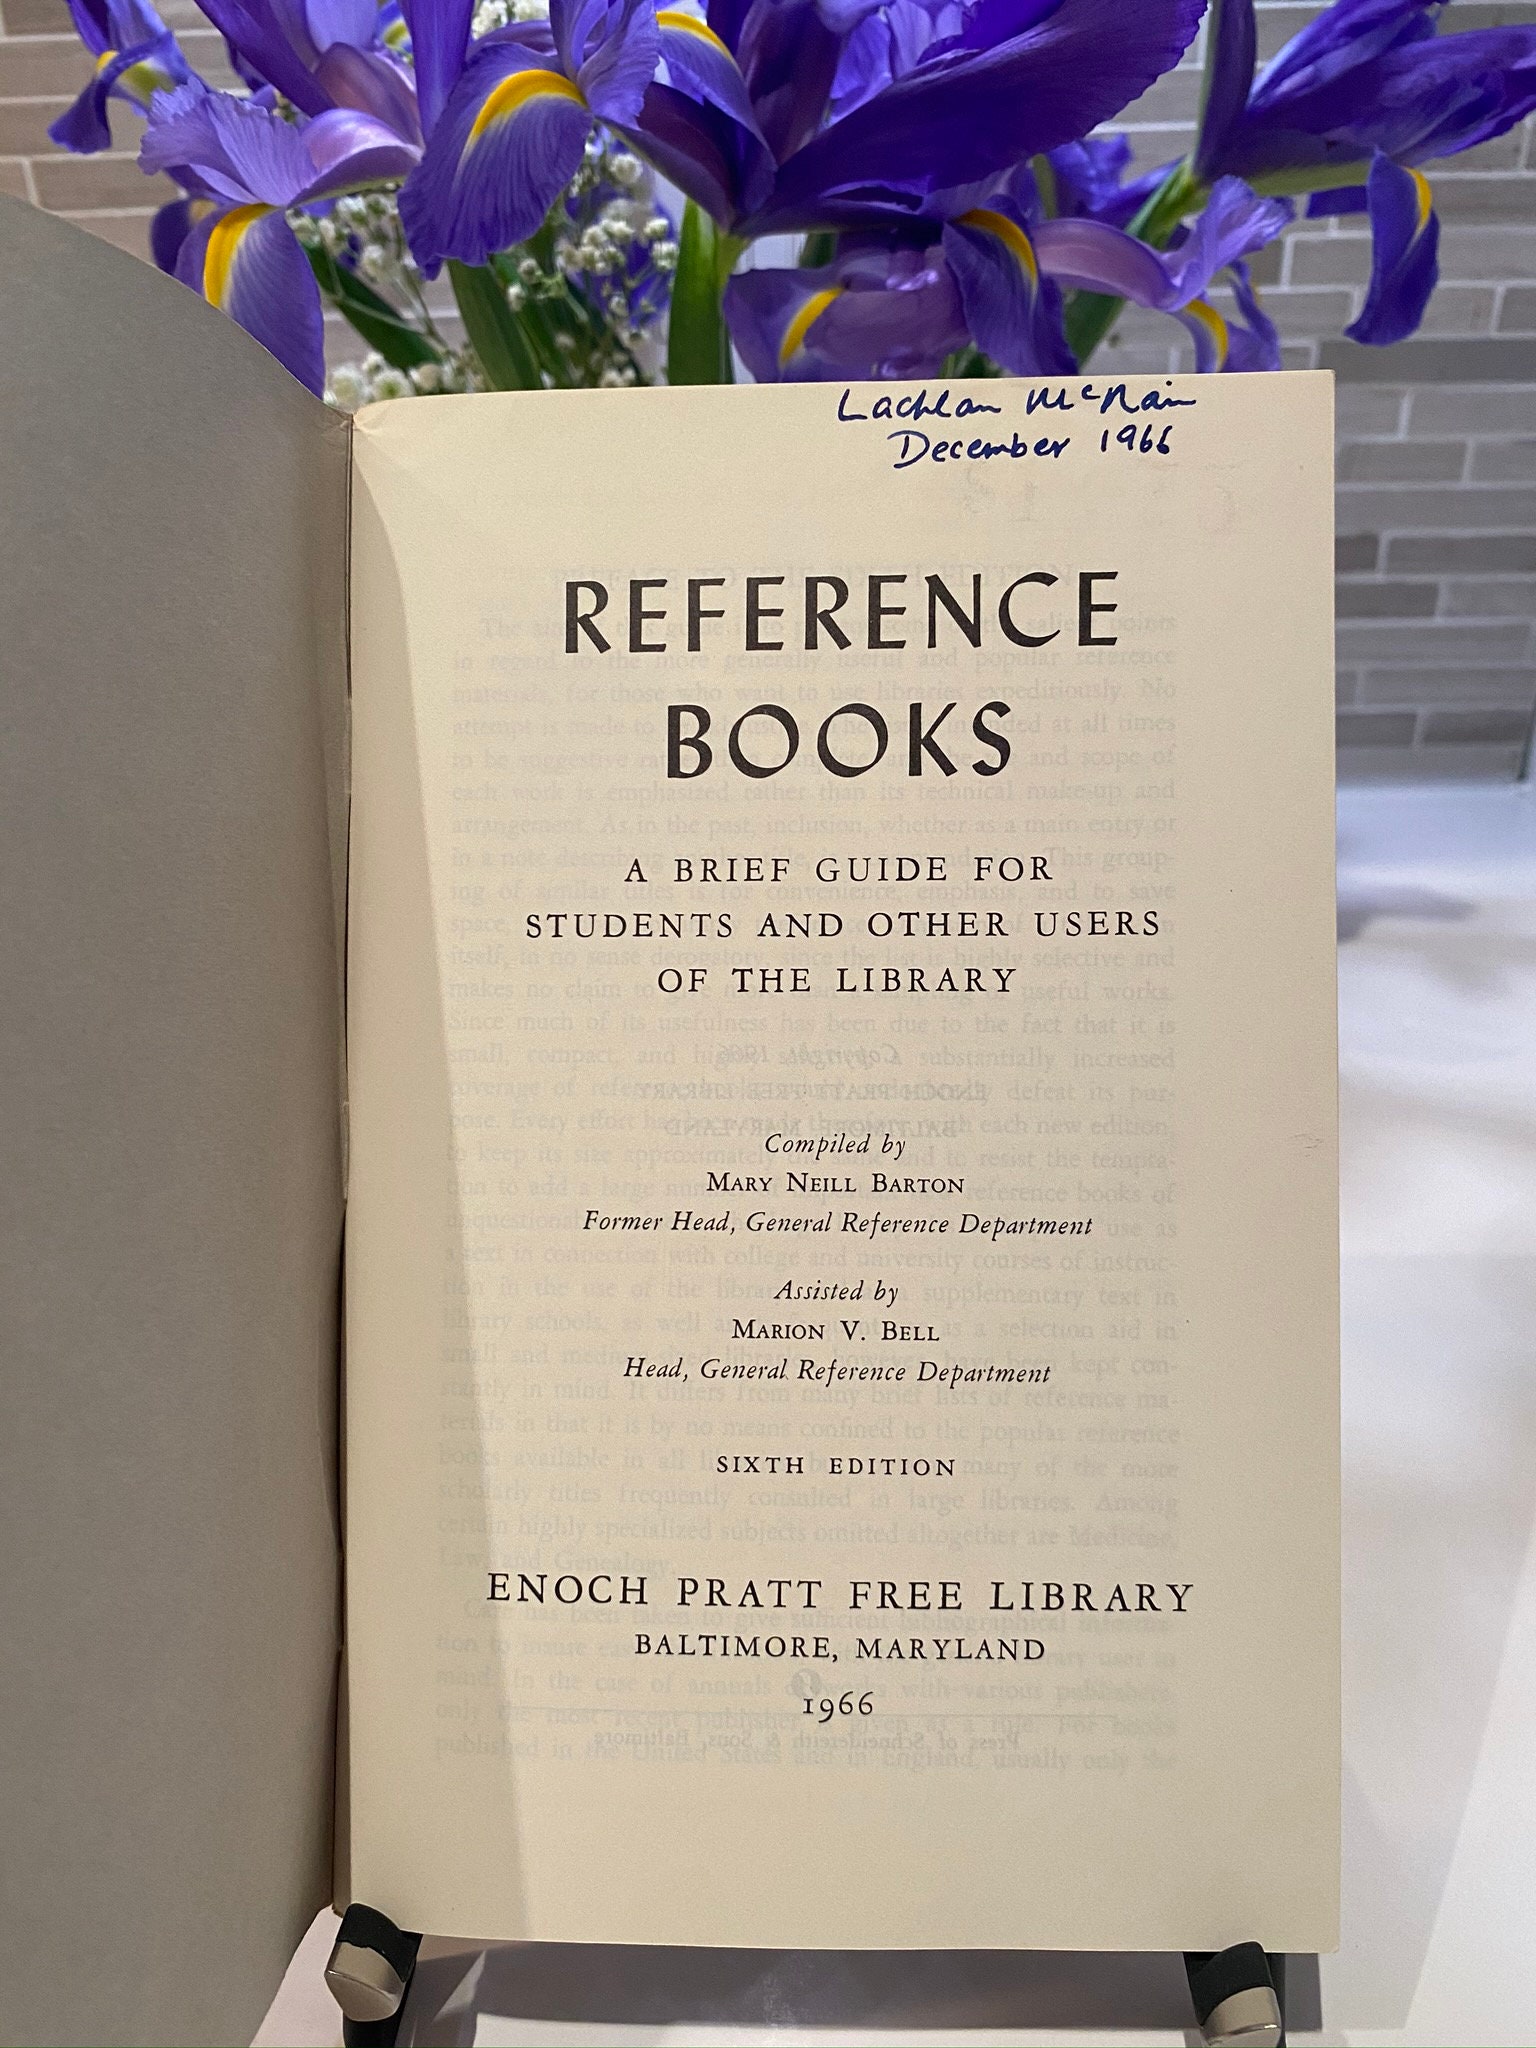 Lachlan McNair
December 1966
REFERENCE
BOOKS
A BRIEF GUIDE FOR
STUDENTS AND OTHER USERS
OF THE LIBRARY
Compiled by
MARY NEILL BARTON
Former Head, General Reference Department
Assisted by
MARION V. BELL
Head, General Reference Department
SIXTH EDITION
ENOCH PRATT FREE LIBRARY
BALTIMORE, MARYLAND
1966